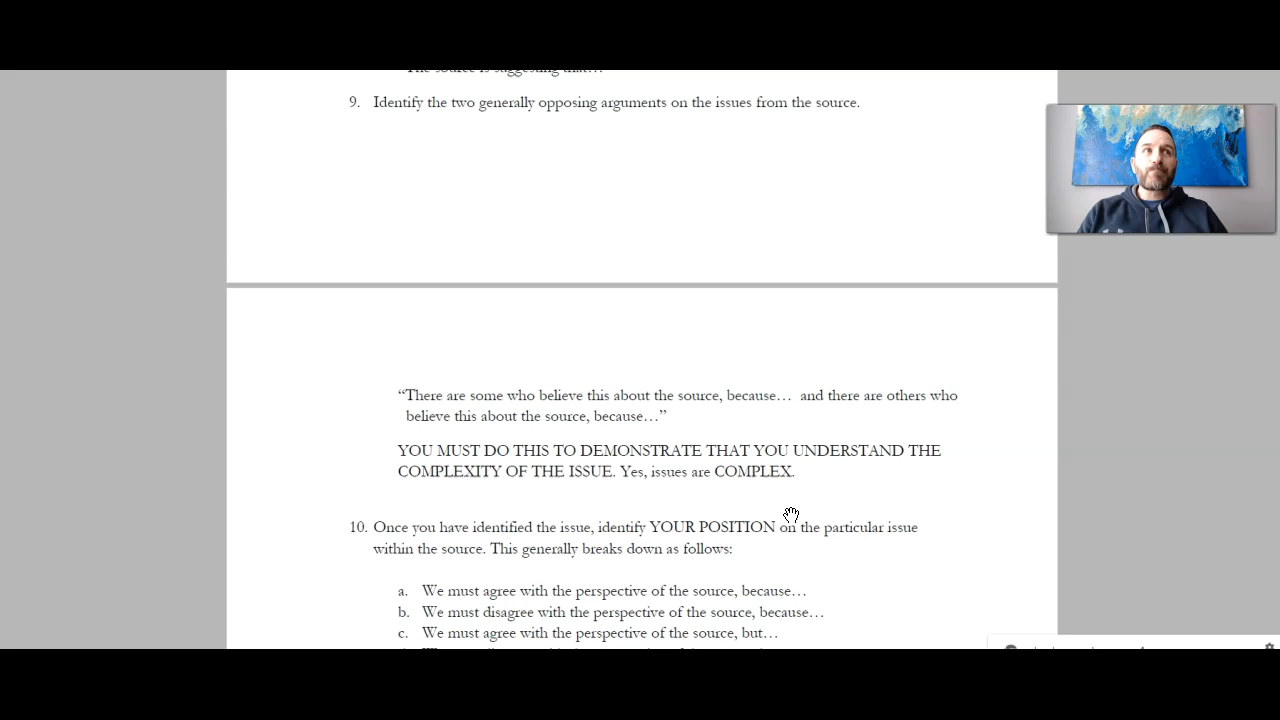 The source is suggesting that…
9. Identify the two generally opposing arguments on the issues from the source.
“There are some who believe this about the source, because… and there are others who
believe this about the source, because…”
YOU MUST DO THIS TO DEMONSTRATE THAT YOU UNDERSTAND THE
COMPLEXITY OF THE ISSUE. Yes, issues are COMPLEX.
10. Once you have identified the issue, identify YOUR POSITION on the particular issue
within the source. This generally breaks down as follows:
a. We must agree with the perspective of the source, because…
b. We must disagree with the perspective of the source, because…
c. We must agree with the perspective of the source, but…